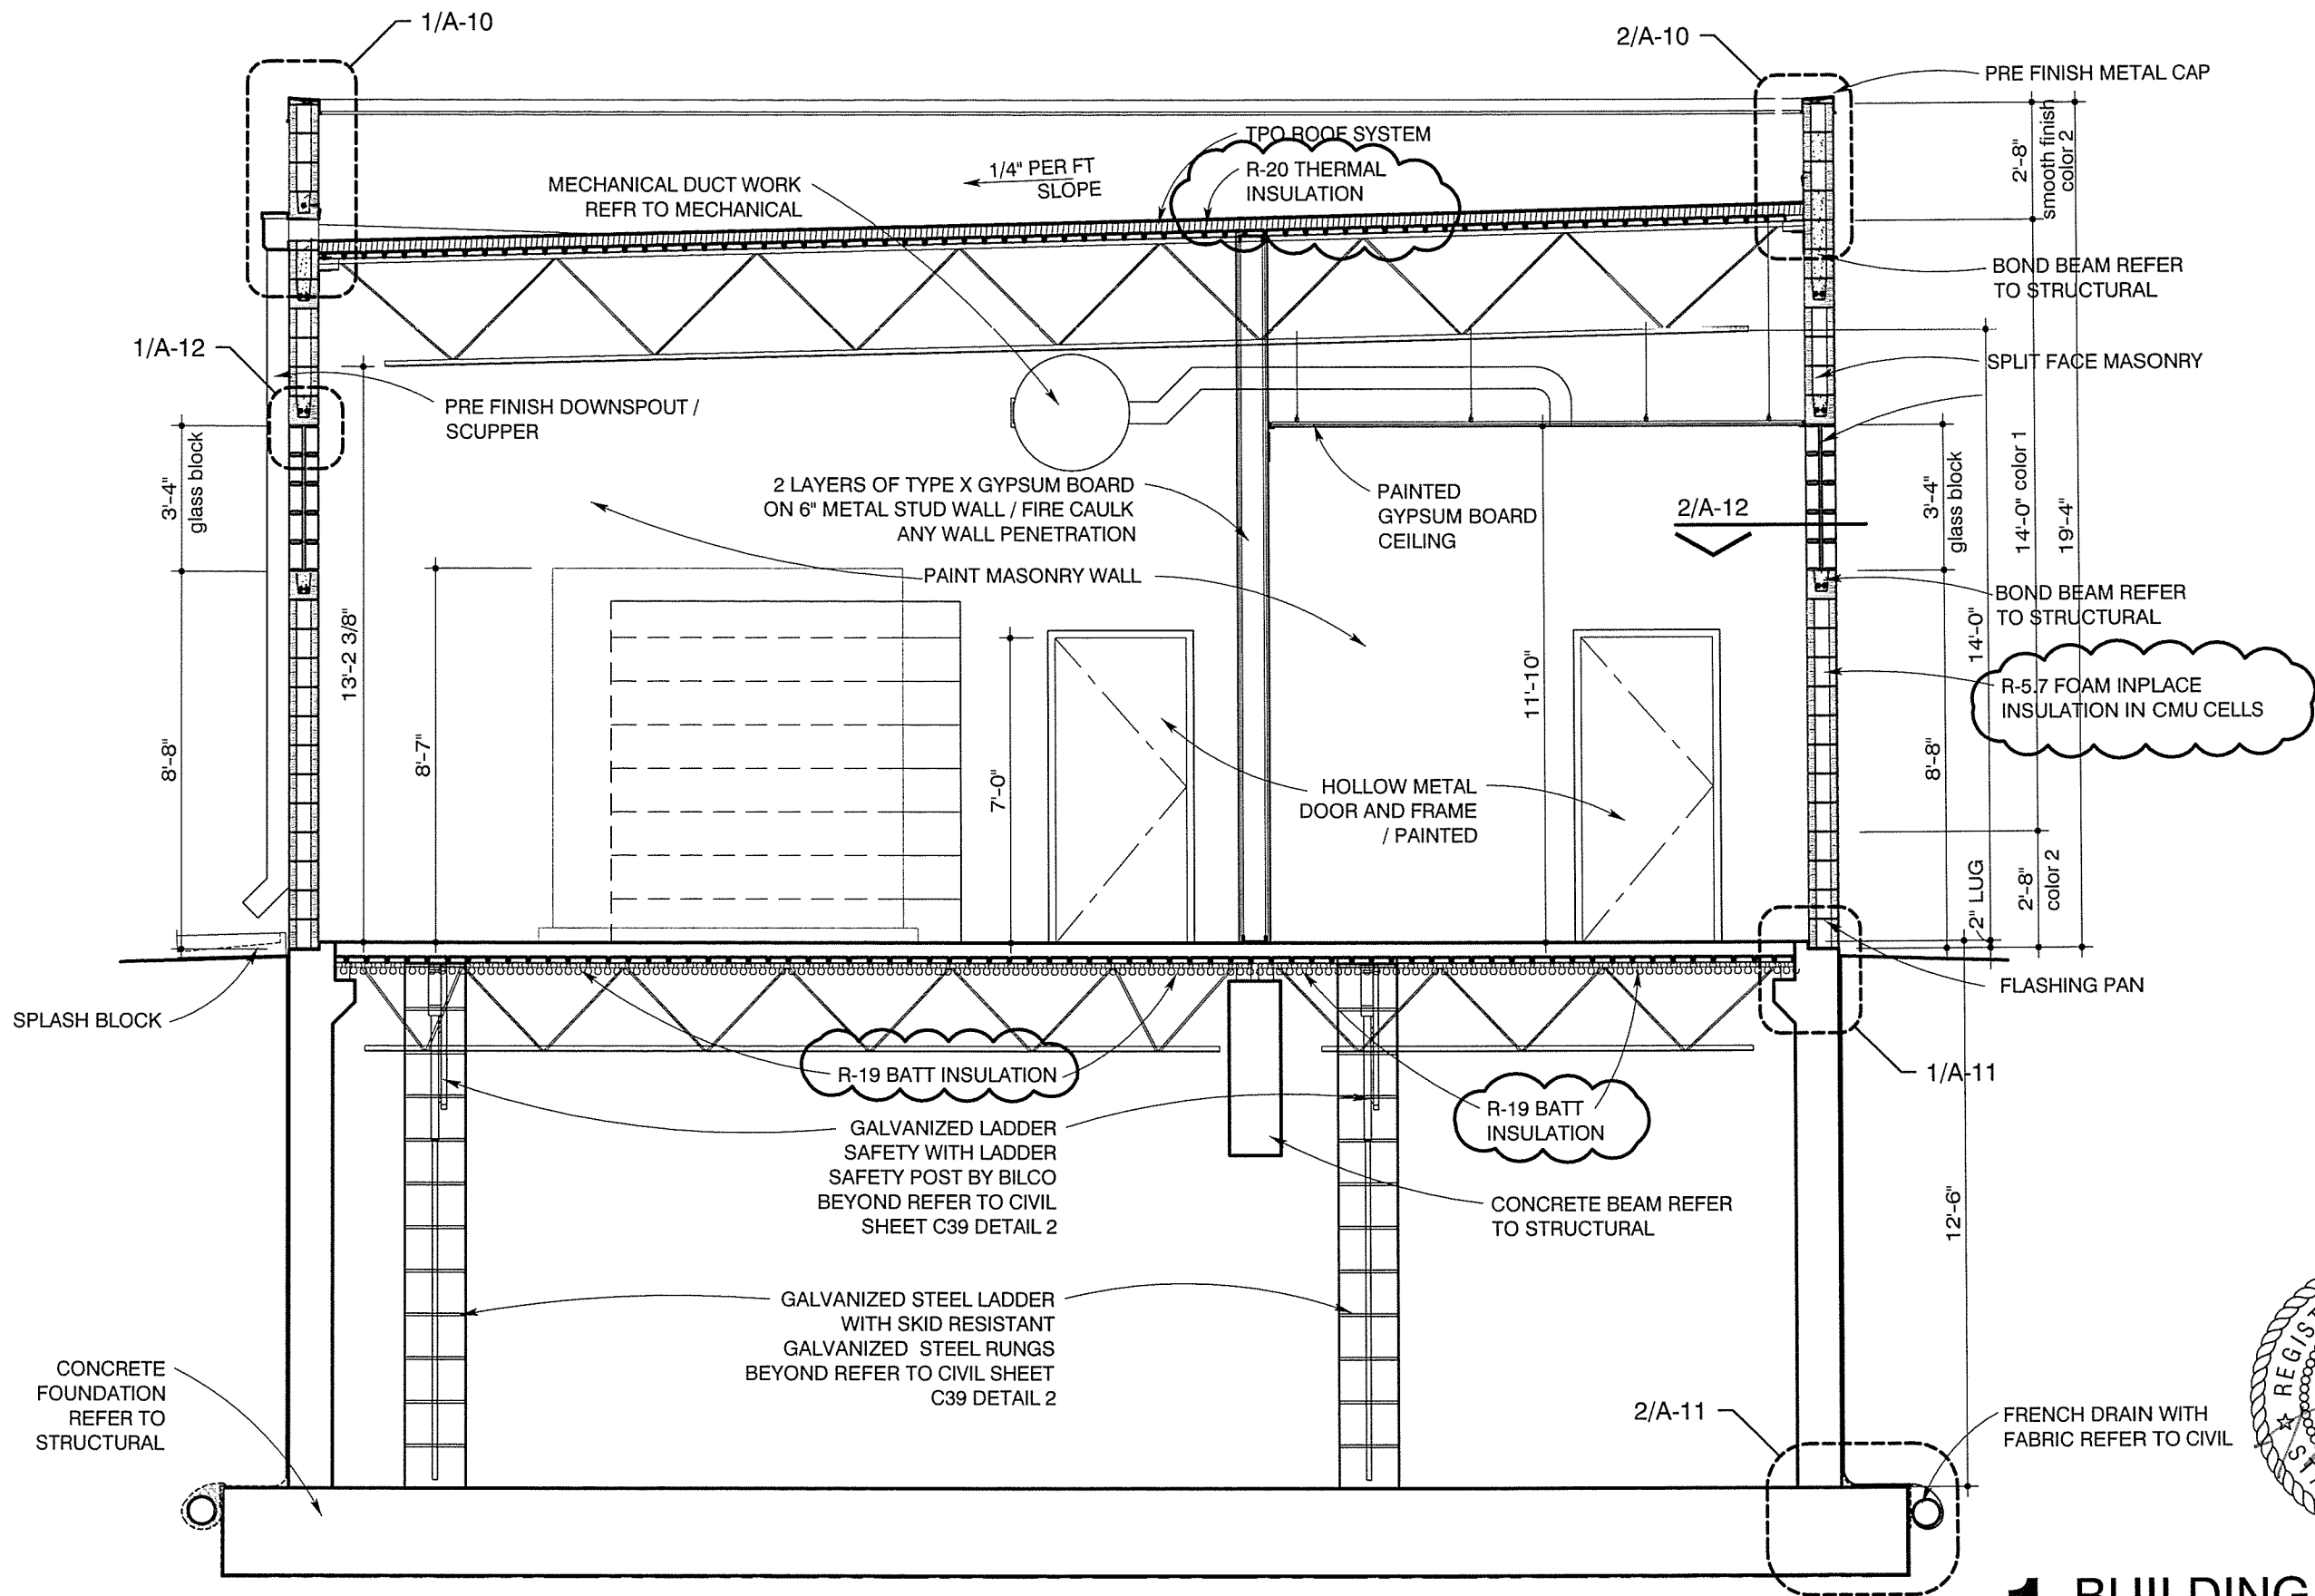 1/A-10
2/A-10
PRE FINISH METAL CAP
TPO ROOF SYSTEM
R-20 THERMAL
INSULATION
1/4" PER FT
SLOPE
MECHANICAL DUCT WORK
REFR TO MECHANICAL
2'-8"
smooth finish
color 2
BOND BEAM REFER
TO STRUCTURAL
1/A-12
PRE FINISH DOWNSPOUT /
SCUPPER
SPLIT FACE MASONRY
3'-4"
glass block
2 LAYERS OF TYPE X GYPSUM BOARD
ON 6" METAL STUD WALL / FIRE CAULK
ANY WALL PENETRATION
PAINTED
GYPSUM BOARD
CEILING
2/A-12
3'-4"
glass block
14'-0" color 1
19'-4"
PAINT MASONRY WALL
BOND BEAM REFER
TO STRUCTURAL
13'-2 3/8"
14'-0"
R-5.7 FOAM INPLACE
INSULATION IN CMU CELLS
8'-8"
8'-7"
7'-0"
11'-10"
8'-8"
HOLLOW METAL
DOOR AND FRAME
/ PAINTED
2" LUG
2'-8"
color 2
SPLASH BLOCK
FLASHING PAN
1/A-11
R-19 BATT INSULATION
R-19 BATT
INSULATION
GALVANIZED LADDER
SAFETY WITH LADDER
SAFETY POST BY BILCO
BEYOND REFER TO CIVIL
SHEET C39 DETAIL 2
CONCRETE BEAM REFER
TO STRUCTURAL
12'-6"
GALVANIZED STEEL LADDER
WITH SKID RESISTANT
GALVANIZED STEEL RUNGS
BEYOND REFER TO CIVIL SHEET
C39 DETAIL 2
CONCRETE
FOUNDATION
REFER TO
STRUCTURAL
2/A-11
FRENCH DRAIN WITH
FABRIC REFER TO CIVIL
1 BUILDING